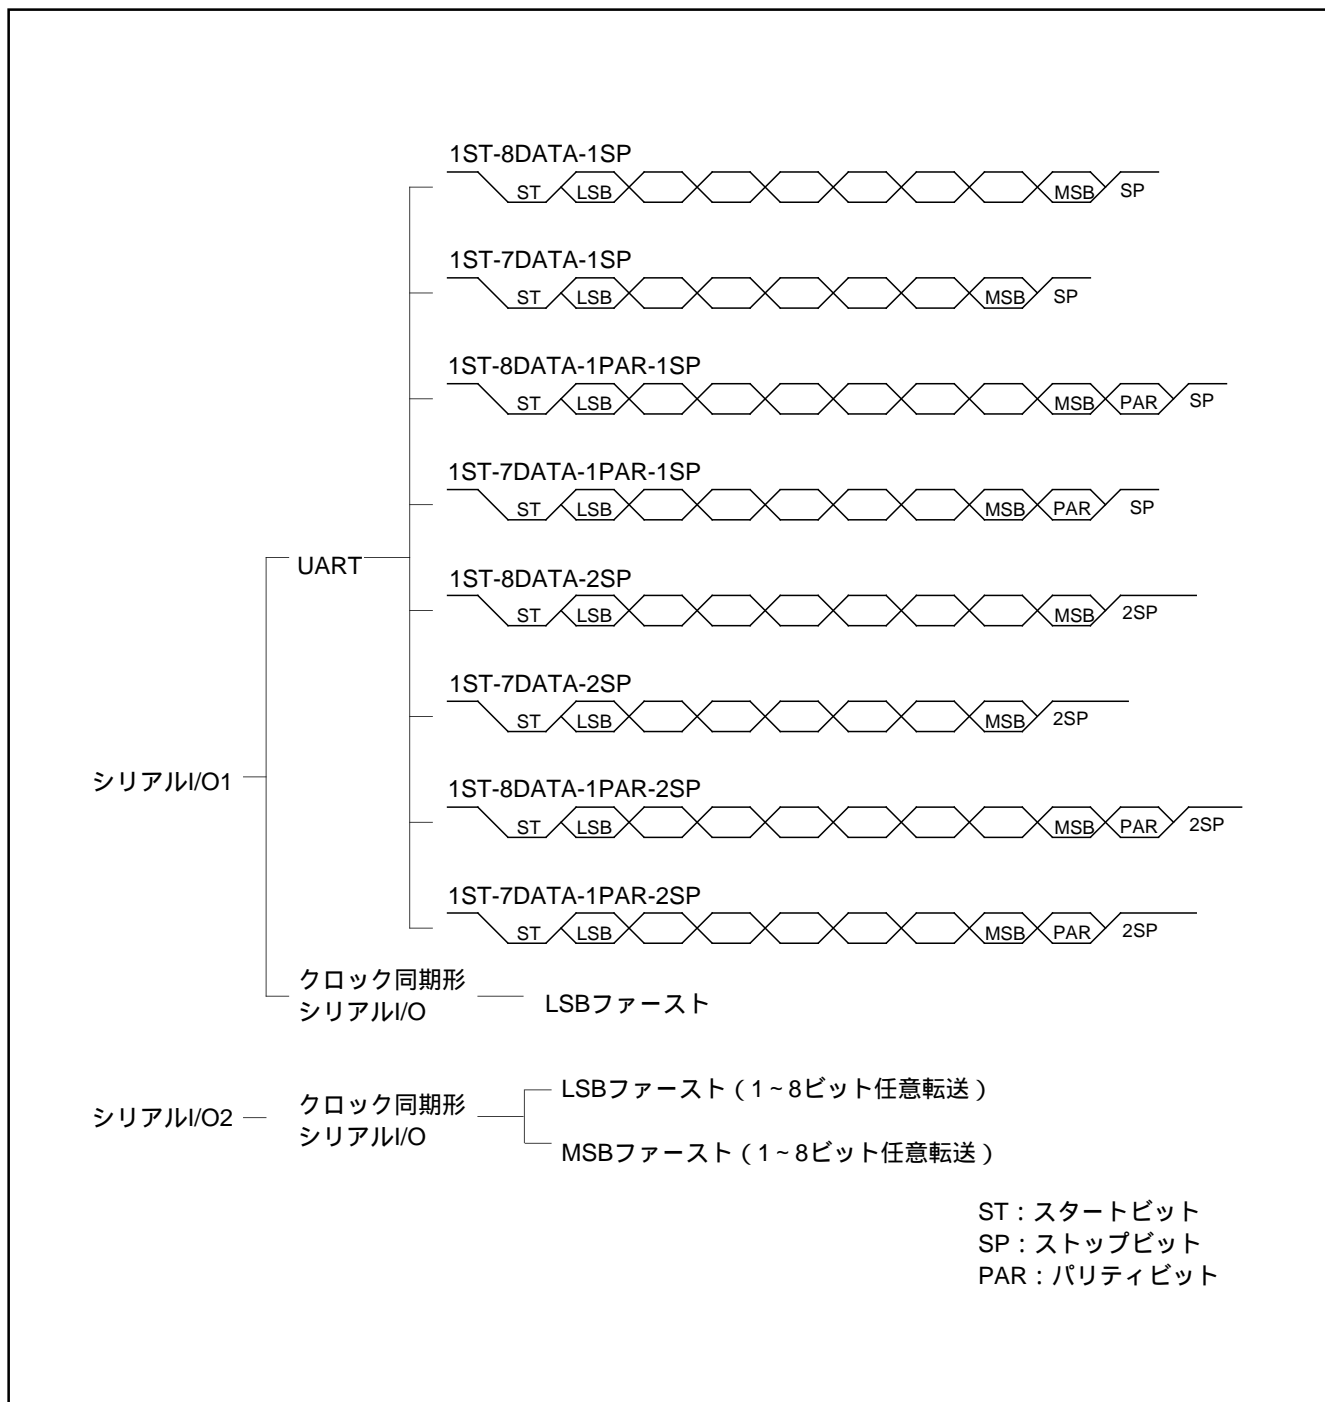 1ST-8DATA-1SP
ST LSB MSB SP
1ST-7DATA-1SP
ST LSB MSB SP
1ST-8DATA-1PAR-1SP
ST LSB MSB PAR SP
1ST-7DATA-1PAR-1SP
ST LSB MSB PAR SP
UART
1ST-8DATA-2SP
ST LSB MSB 2SP
1ST-7DATA-2SP
ST LSB MSB 2SP
シリアルI/O1
1ST-8DATA-1PAR-2SP
ST LSB MSB PAR 2SP
1ST-7DATA-1PAR-2SP
ST LSB MSB PAR 2SP
クロック同期形
シリアルI/O
LSBファースト
シリアルI/O2
クロック同期形
シリアルI/O
LSBファースト（1~8ビット任意転送）
MSBファースト（1~8ビット任意転送）
ST：スタートビット
SP：ストップビット
PAR：パリティビット